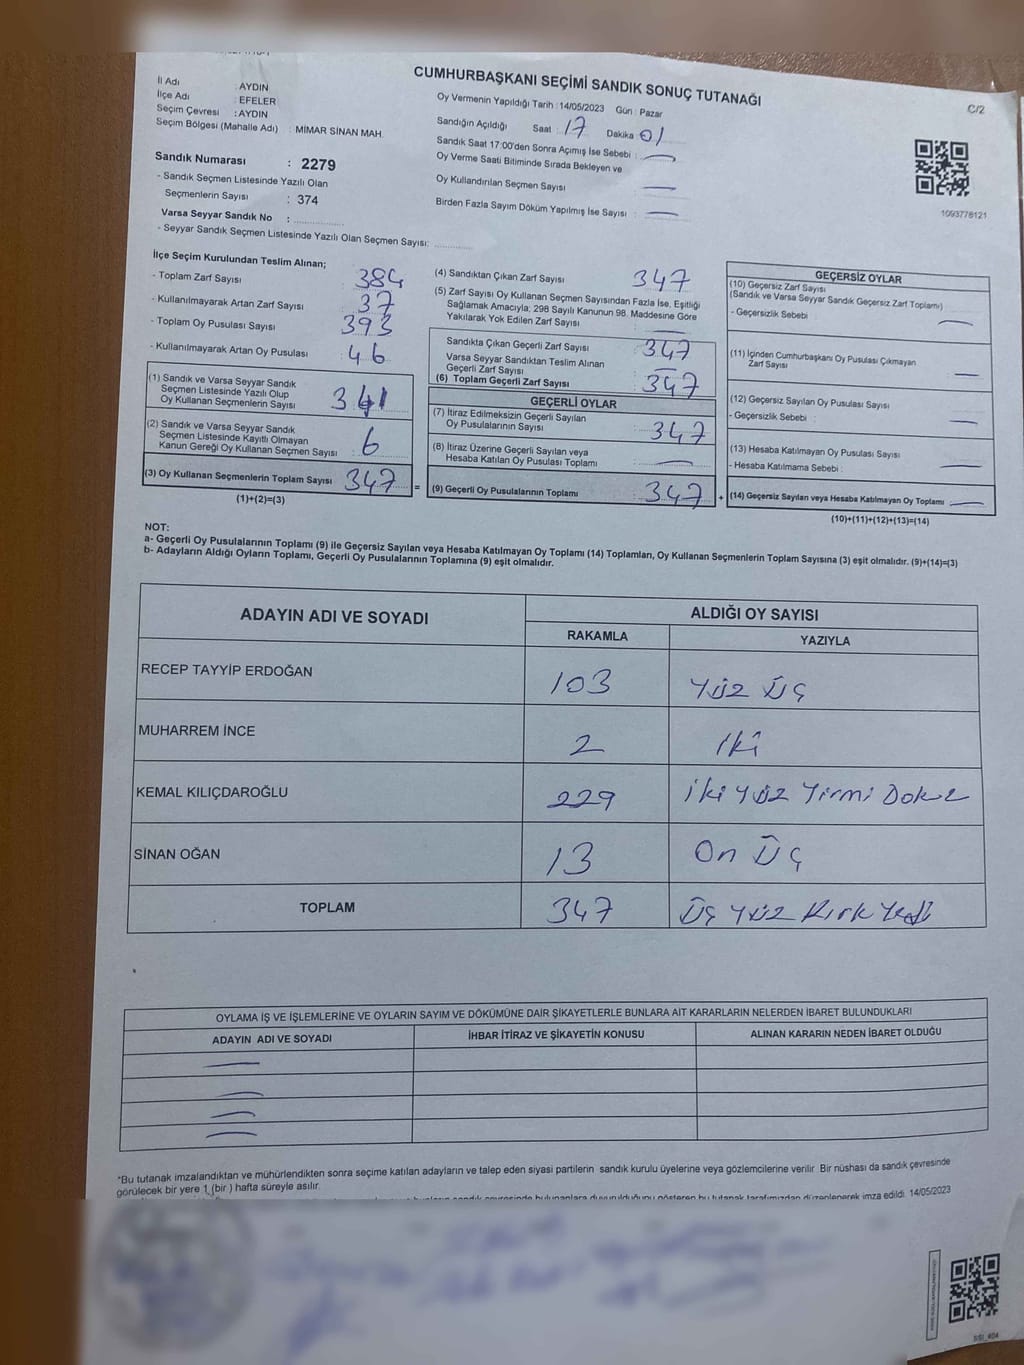 CUMHURBAŞKANI SEÇİMİ SANDIK SONUÇ TUTANAĞI
C/2
İl Adı : AYDIN
İlçe Adı : EFELER
Seçim Çevresi : AYDIN
Seçim Bölgesi (Mahalle Adı) : MİMAR SİNAN MAH.
Sandık Numarası : 2279
- Sandık Seçmen Listesinde Yazılı Olan
Seçmenlerin Sayısı : 374
Varsa Seyyar Sandık No :
- Seyyar Sandık Seçmen Listesinde Yazılı Olan Seçmen Sayısı:
Oy Vermenin Yapıldığı Tarih : 14/05/2023 Gün : Pazar
Sandığın Açıldığı Saat : 17 Dakika 01
Sandık Saat 17:00'den Sonra Açımış İse Sebebi : —
Oy Verme Saati Bitiminde Sırada Bekleyen ve
Oy Kullandırılan Seçmen Sayısı —
Birden Fazla Sayım Döküm Yapılmış İse Sayısı : —
1093778121
İlçe Seçim Kurulundan Teslim Alınan;
- Toplam Zarf Sayısı : 384
- Kullanılmayarak Artan Zarf Sayısı : 37
- Toplam Oy Pusulası Sayısı : 393
- Kullanılmayarak Artan Oy Pusulası : 46
(1) Sandık ve Varsa Seyyar Sandık
Seçmen Listesinde Yazılı Olup
Oy Kullanan Seçmenlerin Sayısı : 341
(2) Sandık ve Varsa Seyyar Sandık
Seçmen Listesinde Kayıtlı Olmayan
Kanun Gereği Oy Kullanan Seçmen Sayısı : 6
(3) Oy Kullanan Seçmenlerin Toplam Sayısı : 347
(1)+(2)=(3)
(4) Sandıktan Çıkan Zarf Sayısı : 347
(5) Zarf Sayısı Oy Kullanan Seçmen Sayısından Fazla İse, Eşitliği
Sağlamak Amacıyla; 298 Sayılı Kanunun 98. Maddesine Göre
Yakılarak Yok Edilen Zarf Sayısı : —
Sandıkta Çıkan Geçerli Zarf Sayısı : 347
Varsa Seyyar Sandıktan Teslim Alınan
Geçerli Zarf Sayısı : —
(6) Toplam Geçerli Zarf Sayısı : 347
GEÇERLİ OYLAR
(7) İtiraz Edilmeksizin Geçerli Sayılan
Oy Pusulalarının Sayısı : 347
(8) İtiraz Üzerine Geçerli Sayılan veya
Hesaba Katılan Oy Pusulası Toplamı : —
= (9) Geçerli Oy Pusulalarının Toplamı : 347 +
GEÇERSİZ OYLAR
(10) Geçersiz Zarf Sayısı
(Sandık ve Varsa Seyyar Sandık Geçersiz Zarf Toplamı)
- Geçersizlik Sebebi : —
(11) İçinden Cumhurbaşkanı Oy Pusulası Çıkmayan
Zarf Sayısı : —
(12) Geçersiz Sayılan Oy Pusulası Sayısı
- Geçersizlik Sebebi : —
(13) Hesaba Katılmayan Oy Pusulası Sayısı
- Hesaba Katılmama Sebebi : —
(14) Geçersiz Sayılan veya Hesaba Katılmayan Oy Toplamı —
(10)+(11)+(12)+(13)=(14)
NOT:
a- Geçerli Oy Pusulalarının Toplamı (9) ile Geçersiz Sayılan veya Hesaba Katılmayan Oy Toplamı (14) Toplamları, Oy Kullanan Seçmenlerin Toplam Sayısına (3) eşit olmalıdır. (9)+(14)=(3)
b- Adayların Aldığı Oyların Toplamı, Geçerli Oy Pusulalarının Toplamına (9) eşit olmalıdır.
ADAYIN ADI VE SOYADI ALDIĞI OY SAYISI
RAKAMLA YAZIYLA
RECEP TAYYİP ERDOĞAN 103 Yüz Üç
MUHARREM İNCE 2 İki
KEMAL KILIÇDAROĞLU 229 İki Yüz Yirmi Dokuz
SİNAN OĞAN 13 On Üç
TOPLAM 347 Üç Yüz Kırk Yedi
OYLAMA İŞ VE İŞLEMLERİNE VE OYLARIN SAYIM VE DÖKÜMÜNE DAİR ŞİKAYETLERLE BUNLARA AİT KARARLARIN NELERDEN İBARET BULUNDUKLARI
ADAYIN ADI VE SOYADI İHBAR İTİRAZ VE ŞİKAYETİN KONUSU ALINAN KARARIN NEDEN İBARET OLDUĞU
—
—
—
—
*Bu tutanak imzalandıktan ve mühürlendikten sonra seçime katılan adayların ve talep eden siyasi partilerin sandık kurulu üyelerine veya gözlemcilerine verilir. Bir nüshası da sandık çevresinde
görülecek bir yere 1 (bir) hafta süreyle asılır.
sandık çevresinde bulunanlara duyurulduğunu gösteren bu tutanak tarafımızdan düzenlenerek imza edildi. 14/05/2023
SSI_404